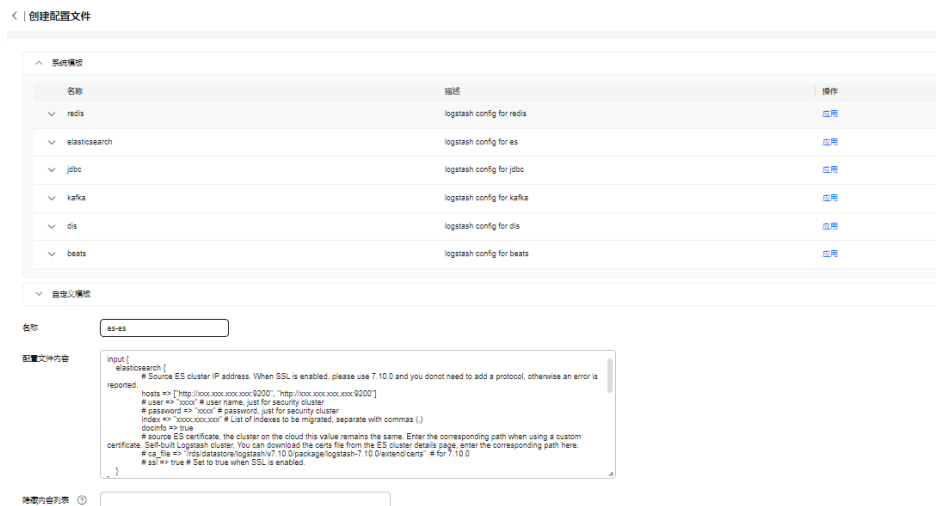 创建配置文件
系统模板
名称 描述 操作
redis logstash config for redis 应用
elasticsearch logstash config for es 应用
jdbc logstash config for jdbc 应用
kafka logstash config for kafka 应用
dis logstash config for dis 应用
beats logstash config for beats 应用
自定义模板
名称 es-es
配置文件内容 input {
elasticsearch {
# Source ES cluster IP address. When SSL is enabled, please use 7.10.0 and you donot need to add a protocol, otherwise an error is
reported.
hosts => ["http://xxx.xxx.xxx.xxx:9200", "http://xxx.xxx.xxx.xxx:9200"]
# user => "xxxx" # user name, just for security cluster
# password => "xxxx" # password, just for security cluster
index => "xxxx,xxx,xxx" # List of indexes to be migrated, separate with commas (,)
docinfo => true
# source ES certificate, the cluster on the cloud this value remains the same. Enter the corresponding path when using a custom
certificate. Self-built Logstash cluster, You can download the certs file from the ES cluster details page, enter the corresponding path here.
# ca_file => "/rds/datastore/logstash/v7.10.0/package/logstash-7.10.0/extend/certs" # for 7.10.0
# ssl => true # Set to true when SSL is enabled.
}
隐藏内容列表